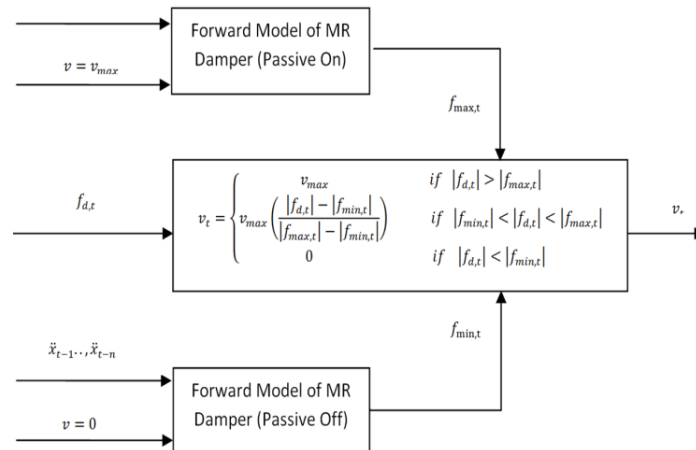 Forward Model of MR
Damper (Passive On)
v = v_max
f_max,t
f_d,t
v_t = { v_max if |f_d,t| > |f_max,t|
v_max ( (|f_d,t| − |f_min,t|) / (|f_max,t| − |f_min,t|) ) if |f_min,t| < |f_d,t| < |f_max,t|
0 if |f_d,t| < |f_min,t|
f_min,t
ẍ_t−1 . . , ẍ_t−n
Forward Model of MR
Damper (Passive Off)
v = 0